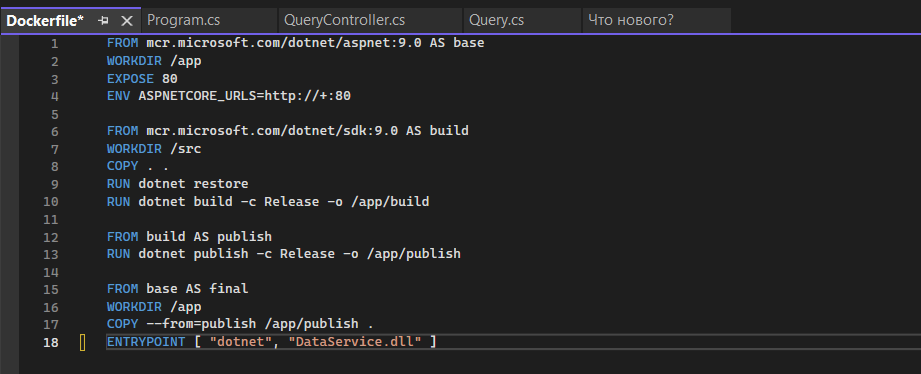 Dockerfile* Program.cs QueryController.cs Query.cs Что нового?
1 FROM mcr.microsoft.com/dotnet/aspnet:9.0 AS base
2 WORKDIR /app
3 EXPOSE 80
4 ENV ASPNETCORE_URLS=http://+:80
5
6 FROM mcr.microsoft.com/dotnet/sdk:9.0 AS build
7 WORKDIR /src
8 COPY . .
9 RUN dotnet restore
10 RUN dotnet build -c Release -o /app/build
11
12 FROM build AS publish
13 RUN dotnet publish -c Release -o /app/publish
14
15 FROM base AS final
16 WORKDIR /app
17 COPY --from=publish /app/publish .
18 ENTRYPOINT [ "dotnet", "DataService.dll" ]